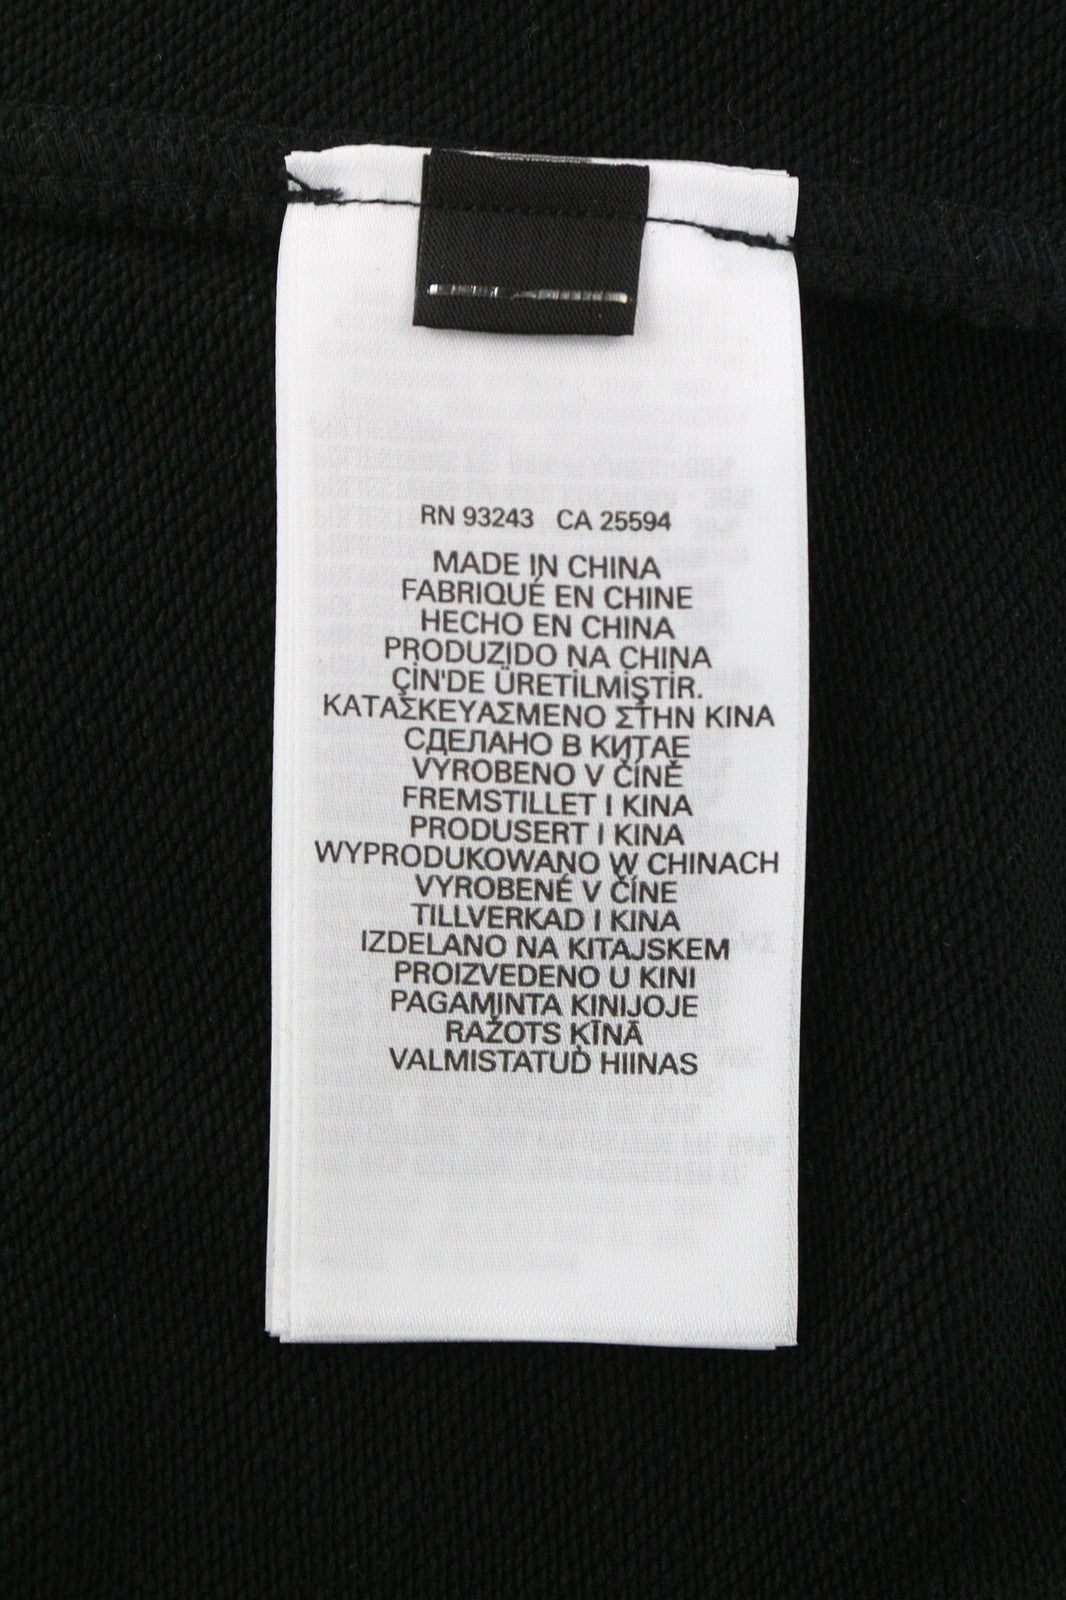 RN 93243 CA 25594
MADE IN CHINA
FABRIQUÉ EN CHINE
HECHO EN CHINA
PRODUZIDO NA CHINA
ÇİN'DE ÜRETİLMİŞTİR.
ΚΑΤΑΣΚΕΥΑΣΜΕΝΟ ΣΤΗΝ ΚΙΝΑ
СДЕЛАНО В КИТАЕ
VYROBENO V ČÍNĚ
FREMSTILLET I KINA
PRODUSERT I KINA
WYPRODUKOWANO W CHINACH
VYROBENÉ V ČÍNE
TILLVERKAD I KINA
IZDELANO NA KITAJSKEM
PROIZVEDENO U KINI
PAGAMINTA KINIJOJE
RAŽOTS ĶĪNĀ
VALMISTATUD HIINAS